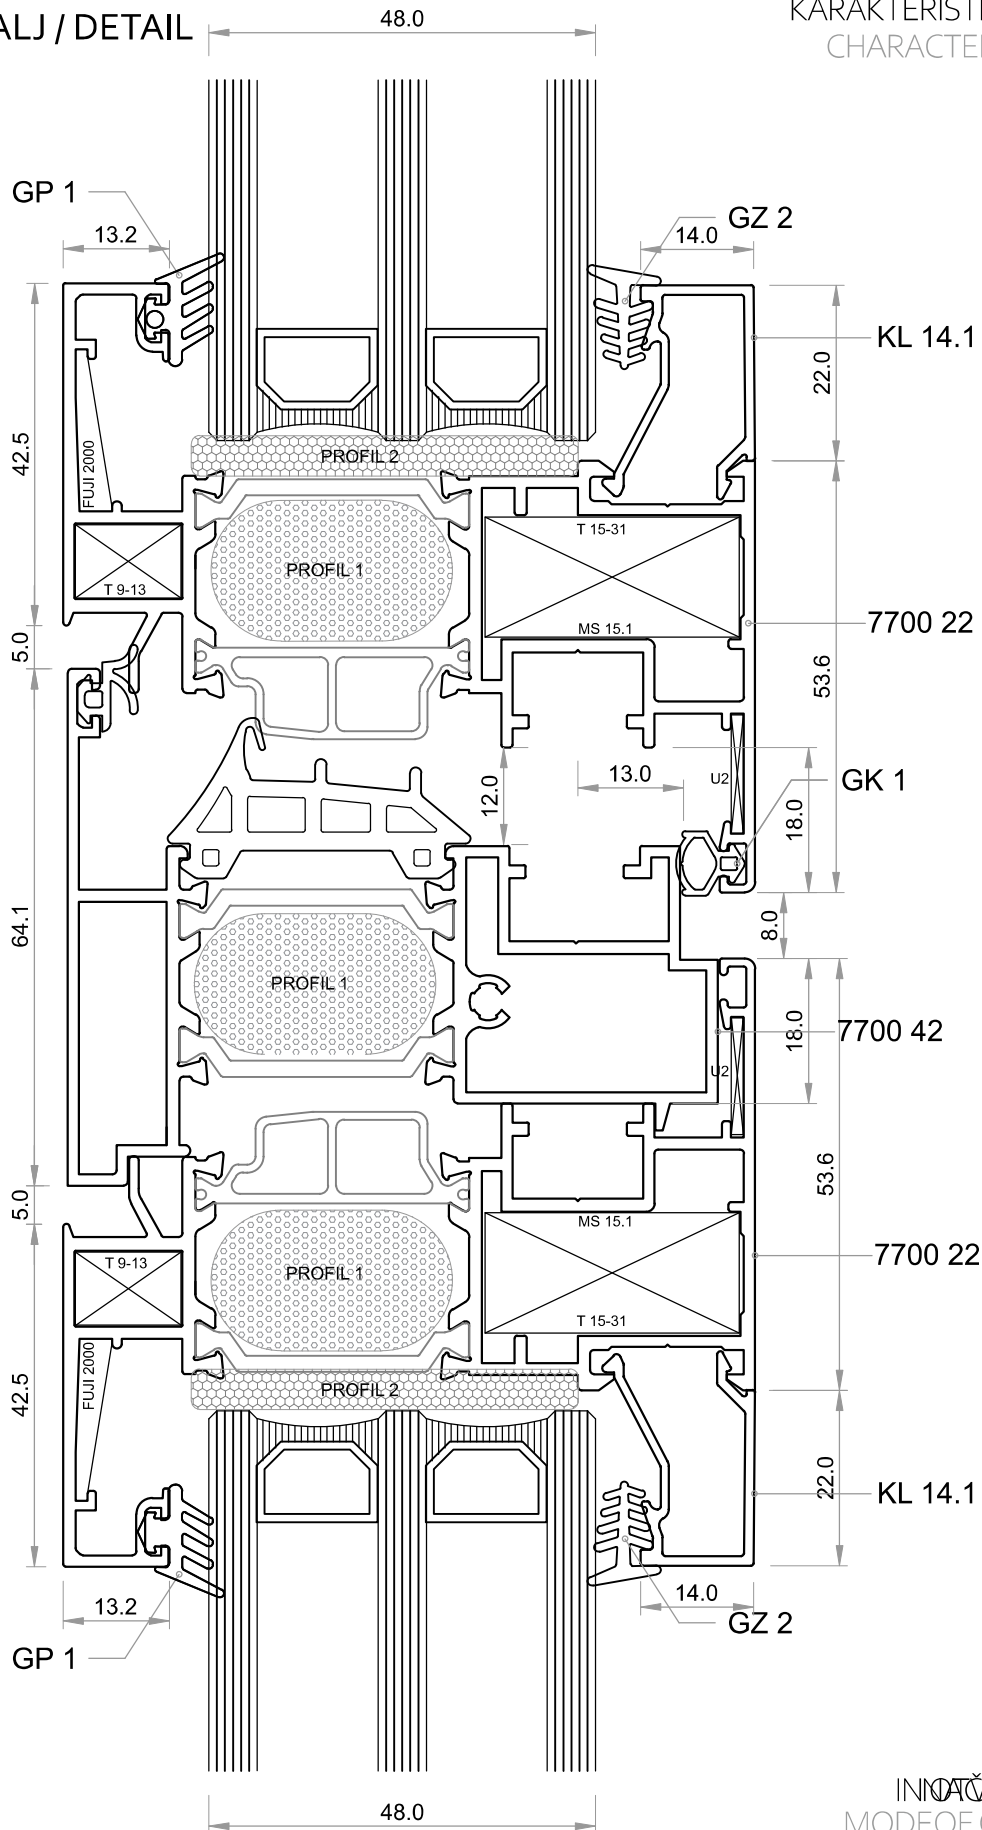 ALJ / DETAIL
KARAKTERIST
CHARACTE
48.0
GP 1
GZ 2
13.2
14.0
KL 14.1
22.0
42.5
FUJI 2000
PROFIL 2
T 15-31
PROFIL 1
T 9-13
MS 15.1
7700 22
5.0
53.6
U2
13.0
12.0
18.0
GK 1
64.1
8.0
PROFIL 1
18.0
7700 42
U2
53.6
5.0
MS 15.1
7700 22
T 9-13
PROFIL 1
T 15-31
FUJI 2000
PROFIL 2
42.5
22.0
KL 14.1
13.2
14.0
GZ 2
GP 1
48.0